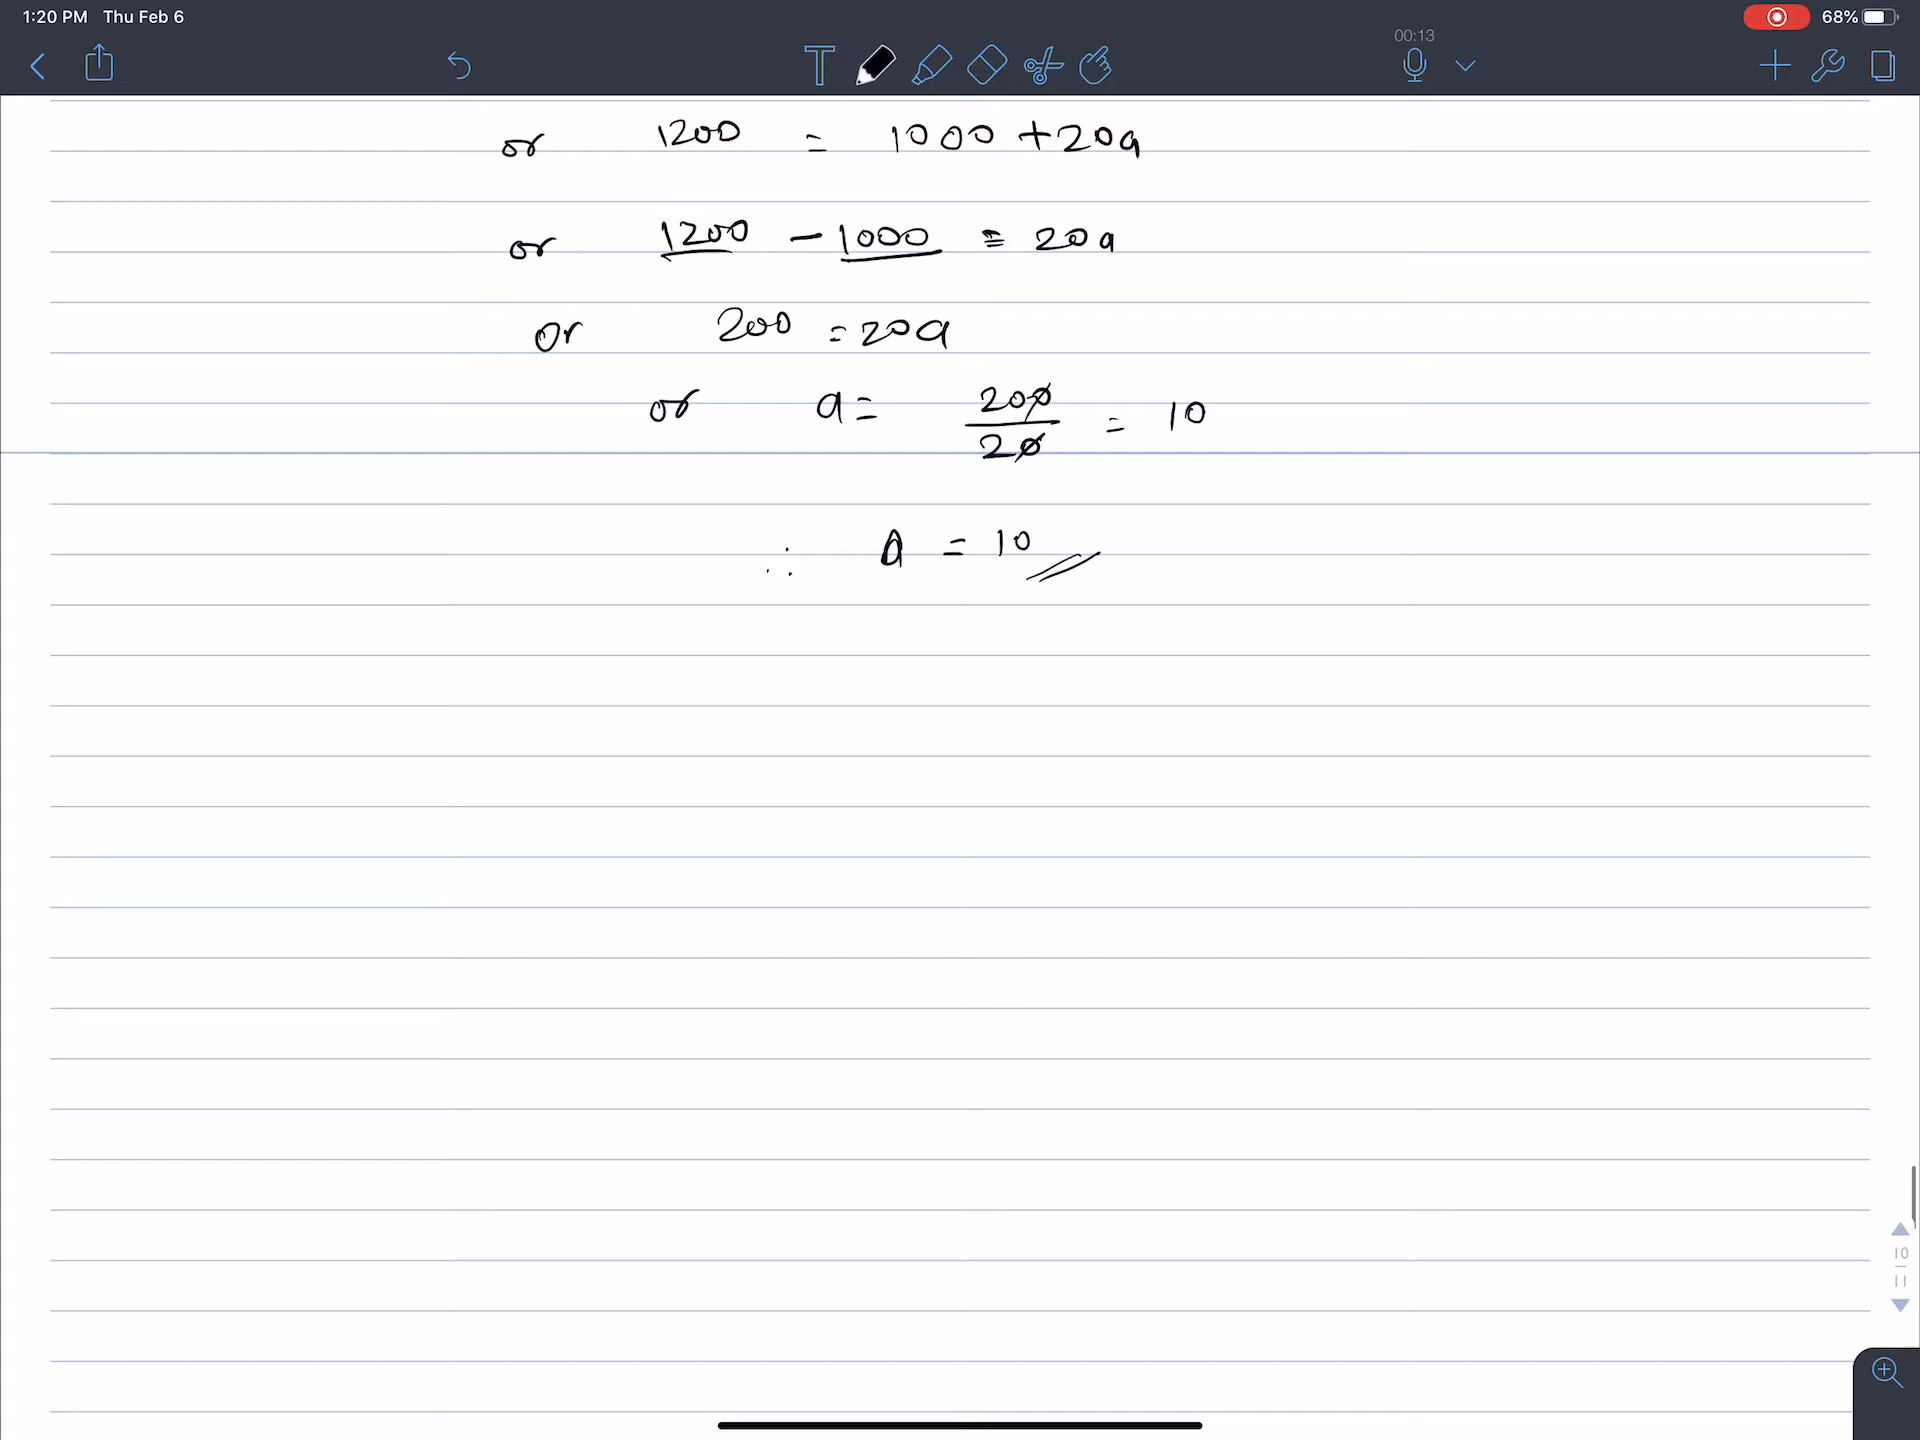 1:20 PM Thu Feb 6
68%
00:13
T
or 1200 = 1000 + 20a
or 1200 - 1000 = 20a
or 200 = 20a
or a = 200/20 = 10
∴ a = 10
10
11